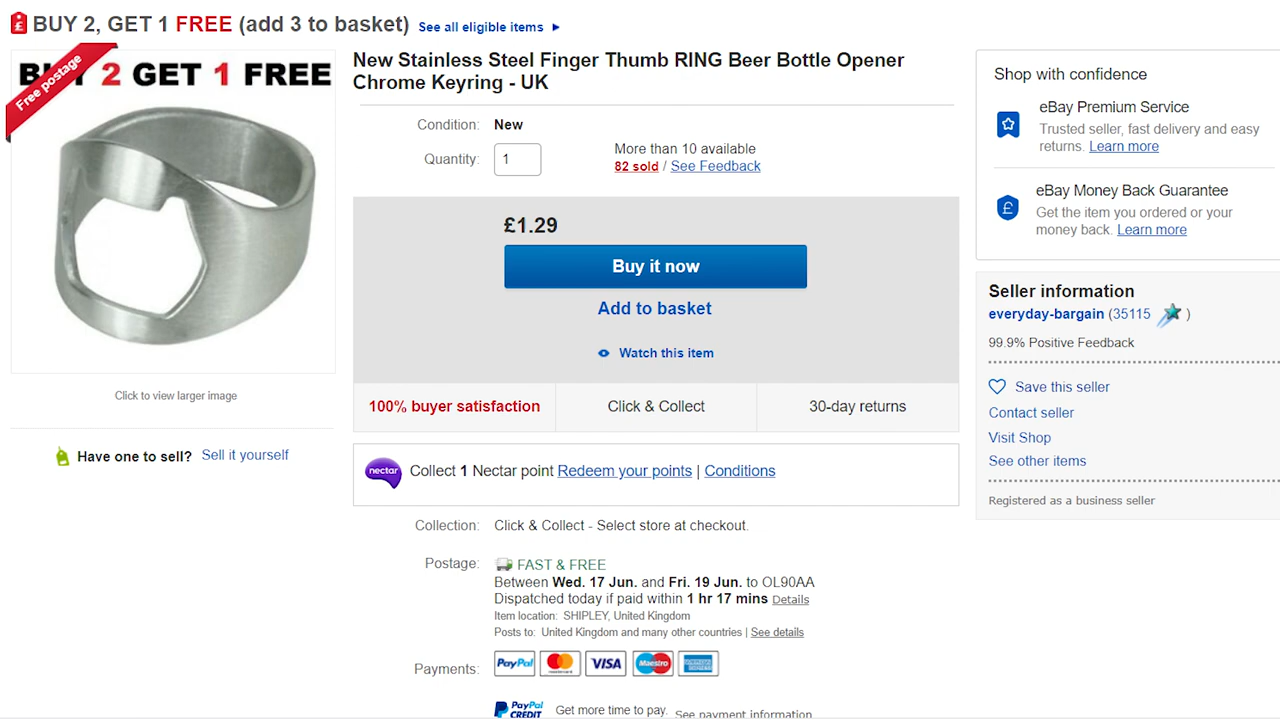 BUY 2, GET 1 FREE (add 3 to basket) See all eligible items
BUY 2 GET 1 FREE
Free postage
Click to view larger image
Have one to sell? Sell it yourself
New Stainless Steel Finger Thumb RING Beer Bottle Opener
Chrome Keyring - UK
Condition: New
Quantity: 1
More than 10 available
82 sold / See Feedback
£1.29
Buy it now
Add to basket
Watch this item
100% buyer satisfaction Click & Collect 30-day returns
nectar Collect 1 Nectar point Redeem your points | Conditions
Collection: Click & Collect - Select store at checkout.
Postage: FAST & FREE
Between Wed. 17 Jun. and Fri. 19 Jun. to OL90AA
Dispatched today if paid within 1 hr 17 mins Details
Item location: SHIPLEY, United Kingdom
Posts to: United Kingdom and many other countries | See details
Payments: PayPal MasterCard VISA Maestro AMERICAN EXPRESS
PayPal CREDIT Get more time to pay. See payment information
Shop with confidence
eBay Premium Service
Trusted seller, fast delivery and easy
returns. Learn more
eBay Money Back Guarantee
£
Get the item you ordered or your
money back. Learn more
Seller information
everyday-bargain (35115 )
99.9% Positive Feedback
Save this seller
Contact seller
Visit Shop
See other items
Registered as a business seller